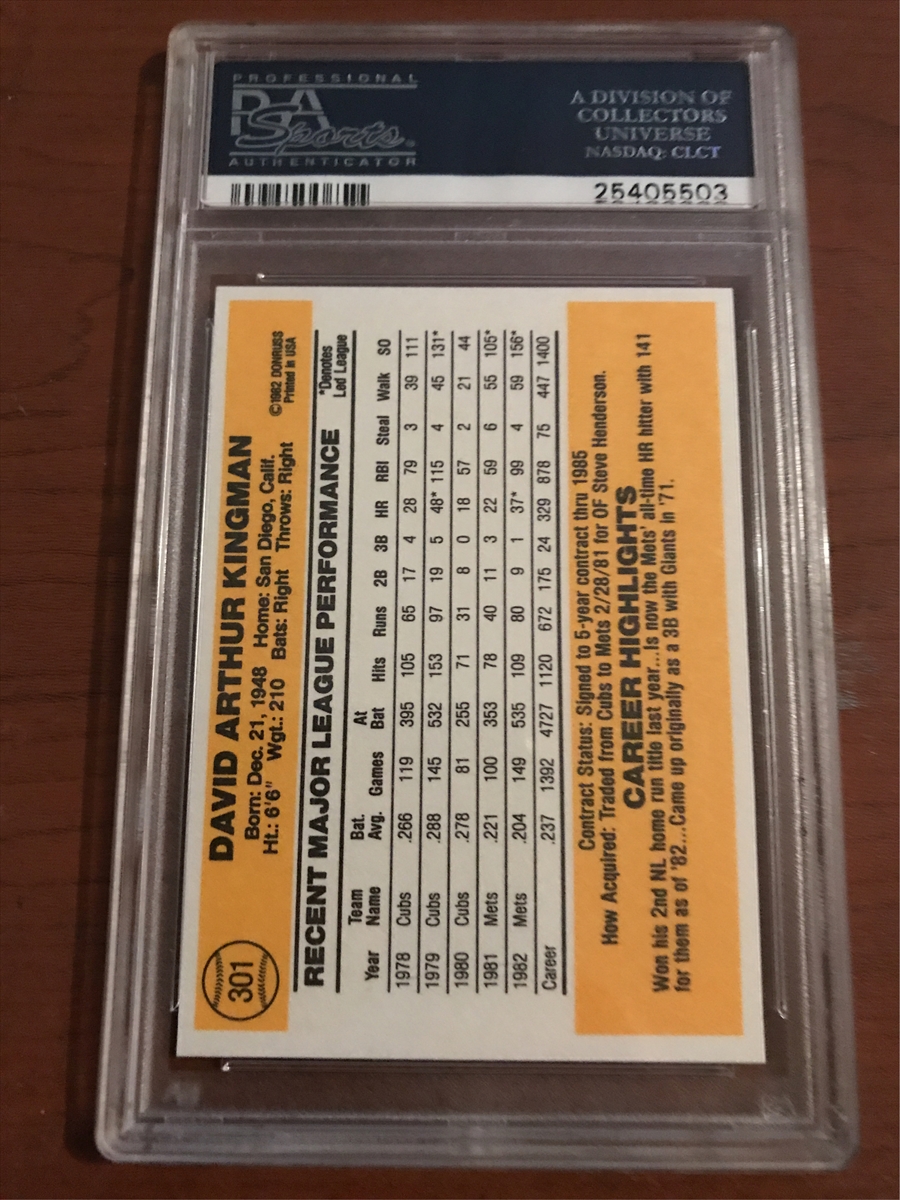 PROFESSIONAL
PSA
Sports
AUTHENTICATOR
A DIVISION OF
COLLECTORS
UNIVERSE
NASDAQ: CLCT
25405503
301
DAVID ARTHUR KINGMAN
Born: Dec. 21, 1948 Home: San Diego, Calif.
Ht.: 6'6" Wgt.: 210 Bats: Right Throws: Right
©1982 DONRUSS
Printed in USA
RECENT MAJOR LEAGUE PERFORMANCE
*Denotes
Led League
Year Team Name Bat. Avg. Games At Bat Hits Runs 2B 3B HR RBI Steal Walk SO
1978 Cubs .266 119 395 105 65 17 4 28 79 3 39 111
1979 Cubs .288 145 532 153 97 19 5 48* 115 4 45 131*
1980 Cubs .278 81 255 71 31 8 0 18 57 2 21 44
1981 Mets .221 100 353 78 40 11 3 22 59 6 55 105*
1982 Mets .204 149 535 109 80 9 1 37* 99 4 59 156*
Career .237 1392 4727 1120 672 175 24 329 878 75 447 1400
Contract Status: Signed to 5-year contract thru 1985
How Acquired: Traded from Cubs to Mets 2/28/81 for OF Steve Henderson.
CAREER HIGHLIGHTS
Won his 2nd NL home run title last year...Is now the Mets' all-time HR hitter with 141
for them as of '82...Came up originally as a 3B with Giants in '71.